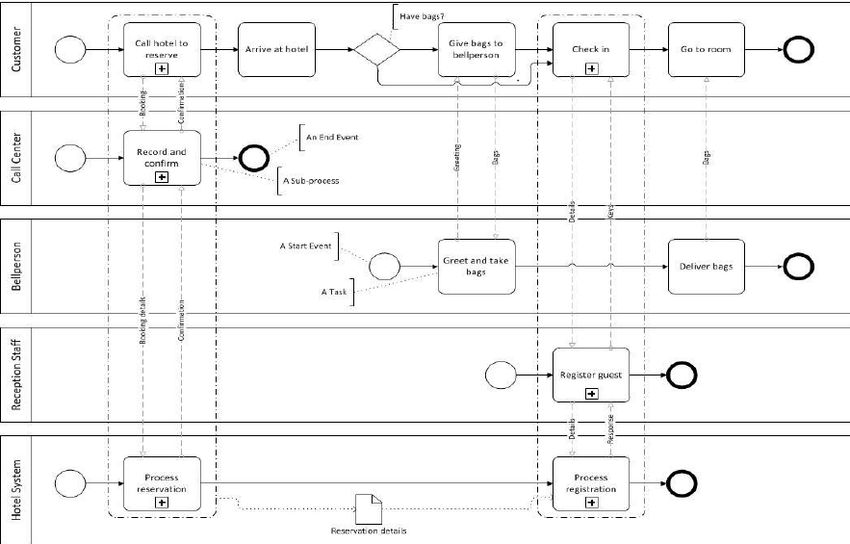 Customer
Have bags?
Call hotel to
reserve
Arrive at hotel
Give bags to
bellperson
Check in
Go to room
Booking
Confirmation
Greeting
Bags
Details
Keys
Bags
Call Center
Record and
confirm
An End Event
A Sub-process
Bellperson
A Start Event
A Task
Greet and take
bags
Deliver bags
Booking details
Confirmation
Reception Staff
Register guest
Details
Response
Hotel System
Process
reservation
Process
registration
Reservation details